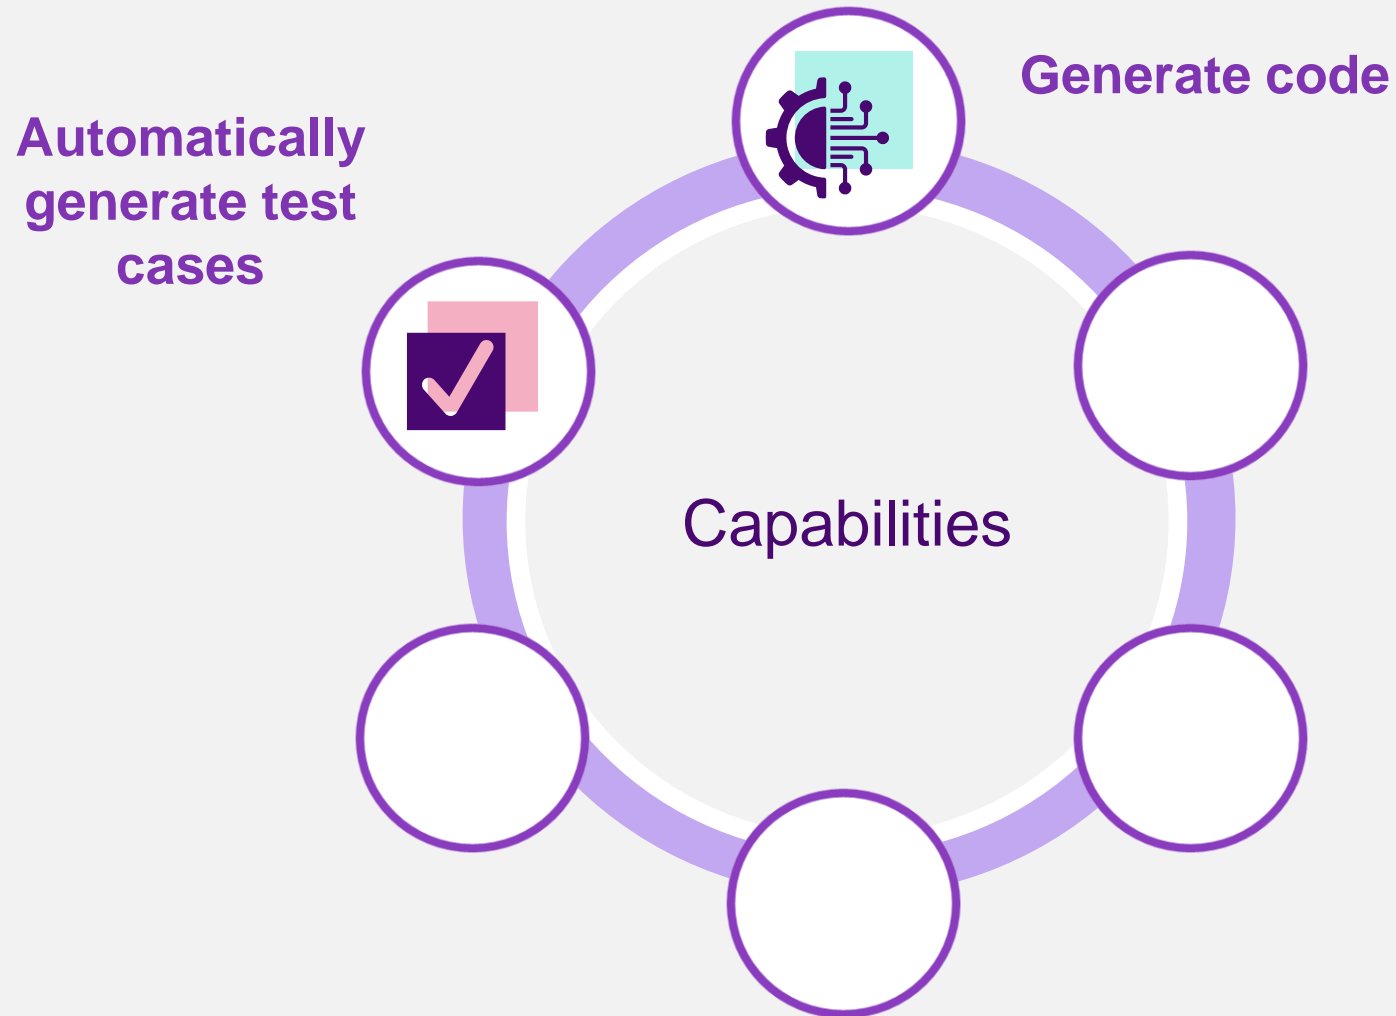 Generate code
Automatically
generate test
cases
Capabilities